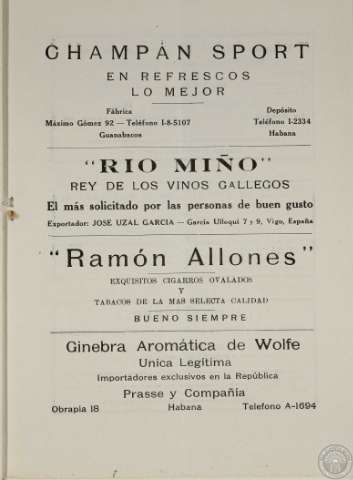 CHAMPÁN SPORT
EN REFRESCOS
LO MEJOR
Fábrica
Máximo Gómez 92 — Teléfono I-8-5107
Guanabacoa
Depósito
Teléfono I-2334
Habana
"RIO MIÑO"
REY DE LOS VINOS GALLEGOS
El más solicitado por las personas de buen gusto
Exportador: JOSE UZAL GARCIA — García Ulloqui 7 y 9, Vigo, España
"Ramón Allones"
EXQUISITOS CIGARROS OVALADOS
Y
TABACOS DE LA MAS SELECTA CALIDAD
BUENO SIEMPRE
Ginebra Aromática de Wolfe
Unica Legítima
Importadores exclusivos en la República
Prasse y Compañía
Obrapia 18 Habana Telefono A-1694